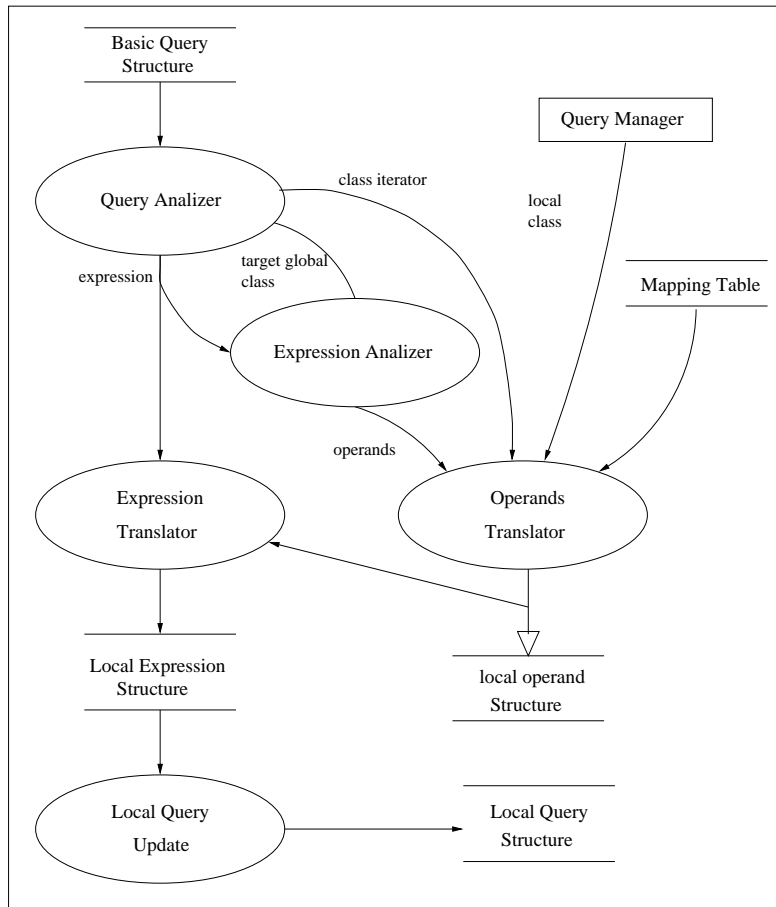 Basic Query
Structure
Query Manager
Query Analizer
class iterator
local
class
expression
target global
class
Mapping Table
Expression Analizer
operands
Expression
Translator
Operands
Translator
Local Expression
Structure
local operand
Structure
Local Query
Update
Local Query
Structure